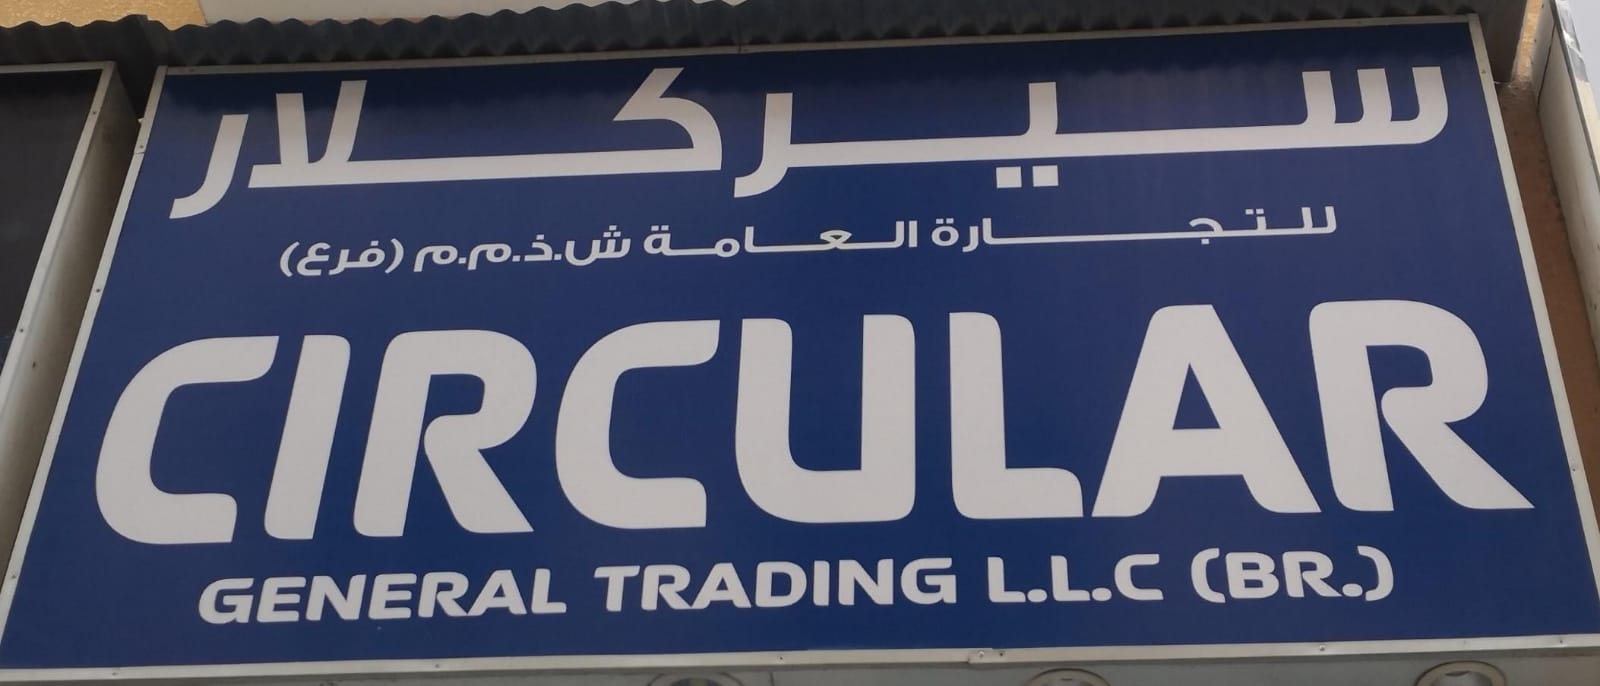 سيركلار
للتجارة العامة ش.ذ.م.م (فرع)
CIRCULAR
GENERAL TRADING L.L.C (BR.)